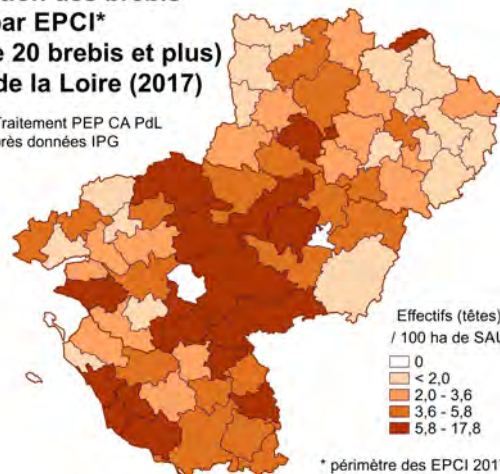 des brebis
par EPCI*
20 brebis et plus)
de la Loire (2017)
Traitement PEP CA PdL
données IPG
Effectifs (têtes)
/ 100 ha de SAU
0
< 2,0
2,0 - 3,6
3,6 - 5,8
5,8 - 17,8
* périmètre des EPCI 201